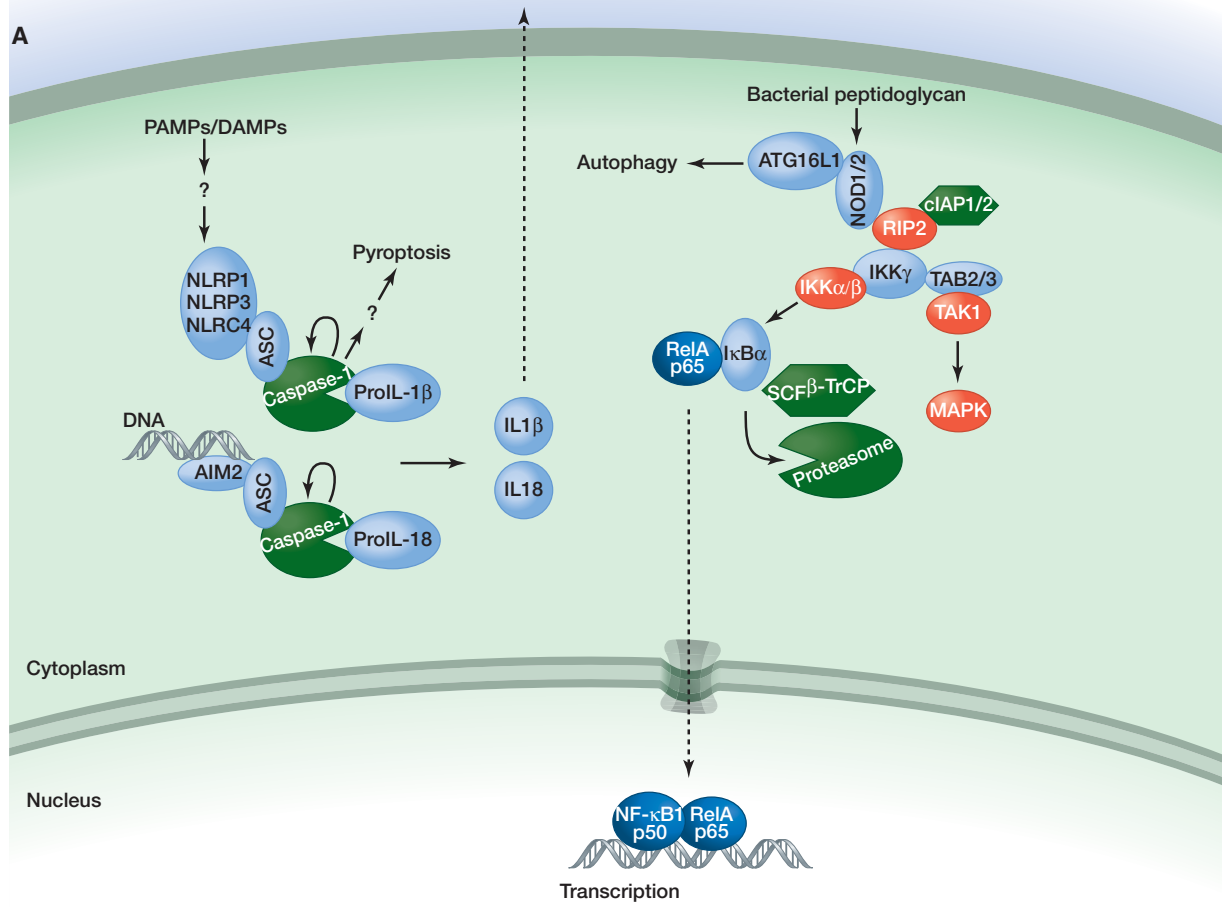 A
PAMPs/DAMPs
?
NLRP1
NLRP3
NLRC4
ASC
Caspase-1
ProIL-1β
?
Pyroptosis
DNA
AIM2
ASC
Caspase-1
ProIL-18
IL1β
IL18
Bacterial peptidoglycan
Autophagy
ATG16L1
NOD1/2
cIAP1/2
RIP2
IKKγ
IKKα/β
TAB2/3
TAK1
MAPK
RelA
p65
IκBα
SCFβ-TrCP
Proteasome
Cytoplasm
Nucleus
NF-κB1
p50
RelA
p65
Transcription